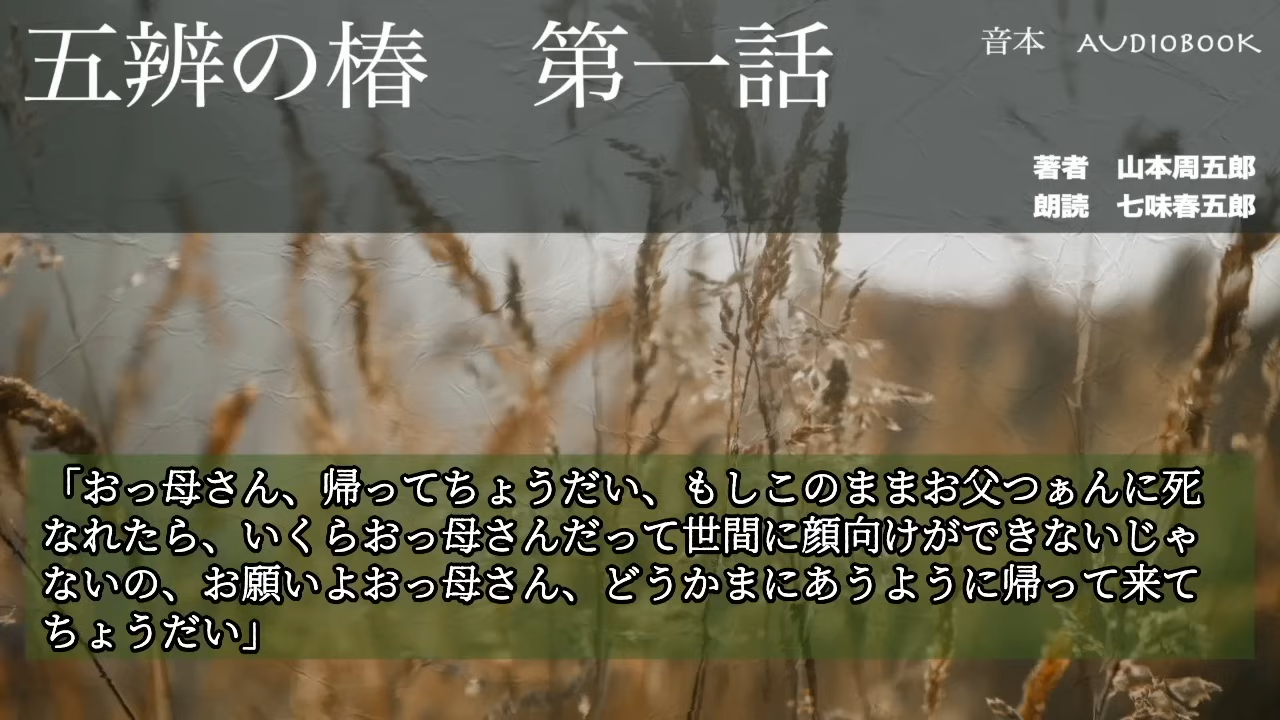 五辨の椿　第一話
音本　AUDIOBOOK
著者　山本周五郎
朗読　七味春五郎
「おっ母さん、帰ってちょうだい、もしこのままお父つぁんに死
なれたら、いくらおっ母さんだって世間に顔向けができないじゃ
ないの、お願いよおっ母さん、どうかまにあうように帰って来て
ちょうだい」